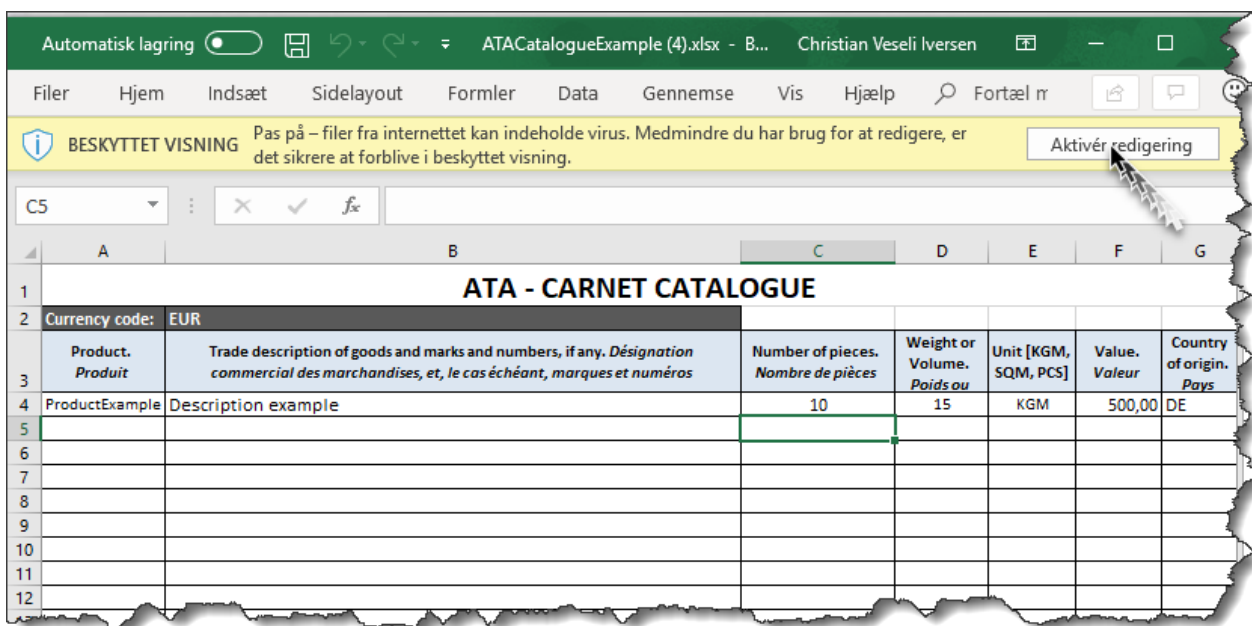 Automatisk lagring ATACatalogueExample (4).xlsx - B... Christian Veseli Iversen
Filer Hjem Indsæt Sidelayout Formler Data Gennemse Vis Hjælp Fortæl m
BESKYTTET VISNING Pas på – filer fra internettet kan indeholde virus. Medmindre du har brug for at redigere, er
det sikrere at forblive i beskyttet visning.
Aktivér redigering
C5 fx
A B C D E F G
1 ATA - CARNET CATALOGUE
2 Currency code: EUR
3 Product.
Produit
Trade description of goods and marks and numbers, if any. Désignation
commercial des marchandises, et, le cas échéant, marques et numéros
Number of pieces.
Nombre de pièces
Weight or
Volume.
Poids ou
Unit [KGM,
SQM, PCS]
Value.
Valeur
Country
of origin.
Pays
4 ProductExample Description example 10 15 KGM 500,00 DE
5
6
7
8
9
10
11
12